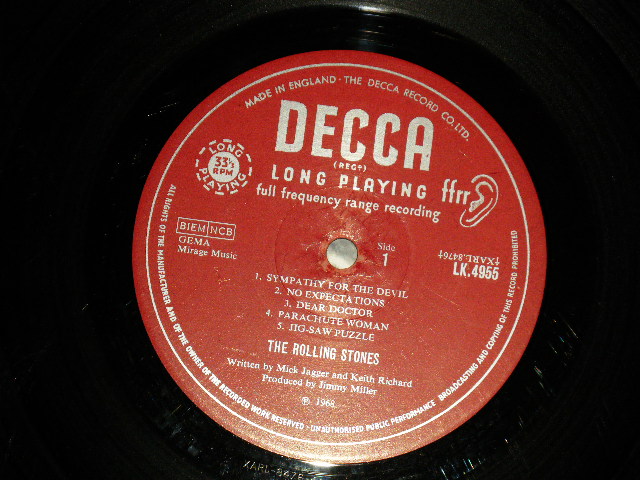 MADE IN ENGLAND · THE DECCA RECORD CO. LTD.
DECCA
(REG†)
LONG PLAYING
ffrr
full frequency range recording
LONG PLAYING
33⅓
RPM
BIEM NCB
GEMA
Mirage Music
Side
1
‡XARL.8476‡
LK.4955
1. SYMPATHY FOR THE DEVIL
2. NO EXPECTATIONS
3. DEAR DOCTOR
4. PARACHUTE WOMAN
5. JIG-SAW PUZZLE
THE ROLLING STONES
Written by Mick Jagger and Keith Richard
Produced by Jimmy Miller
℗ 1968
ALL RIGHTS OF THE MANUFACTURER AND OF THE OWNER OF THE RECORDED WORK RESERVED · UNAUTHORISED PUBLIC PERFORMANCE BROADCASTING AND COPYING OF THIS RECORD PROHIBITED